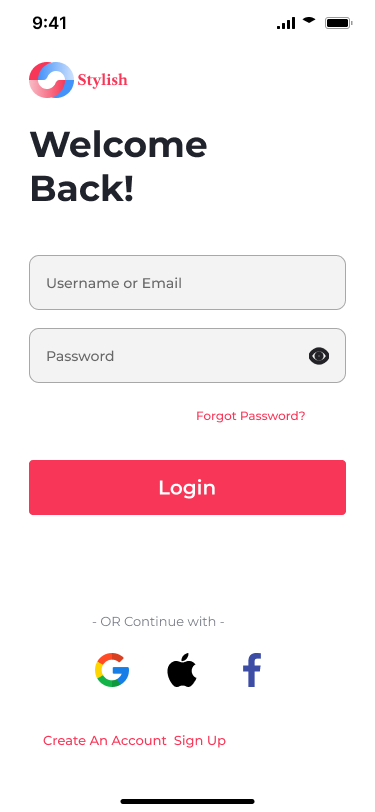 9:41
Stylish
Welcome
Back!
Username or Email
Password
Forgot Password?
Login
- OR Continue with -
Create An Account Sign Up